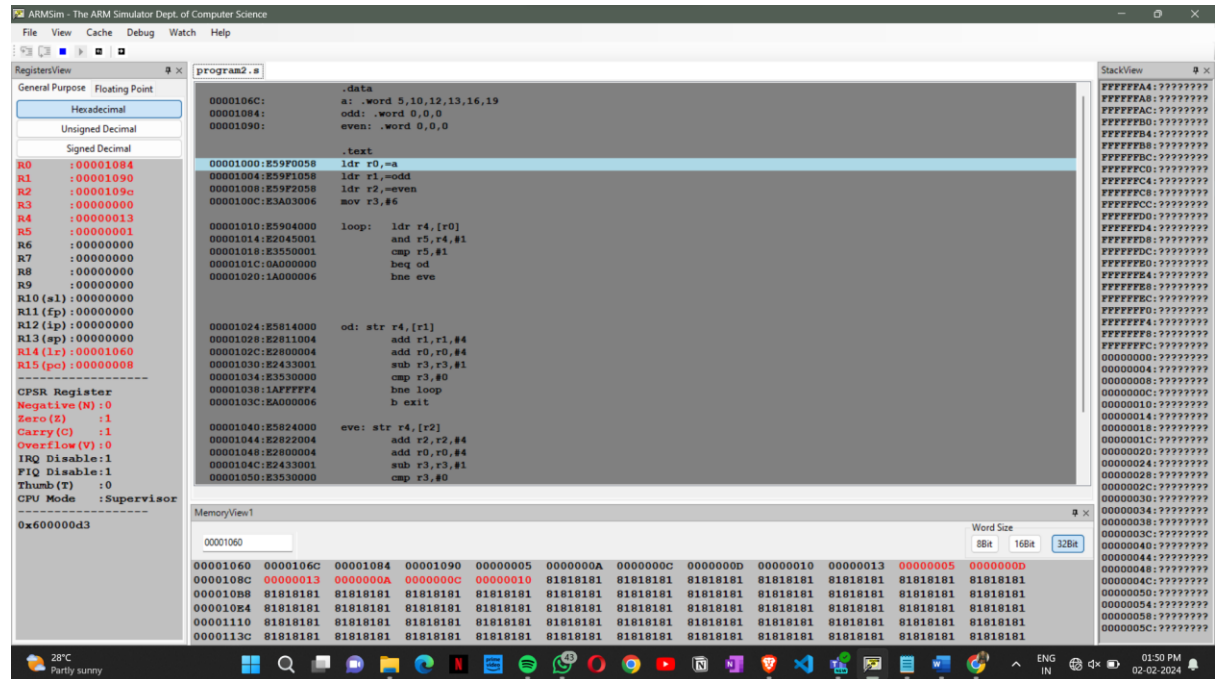 ARMSim - The ARM Simulator Dept. of Computer Science
File View Cache Debug Watch Help
RegistersView
General Purpose Floating Point
Hexadecimal
Unsigned Decimal
Signed Decimal
R0 :00001084
R1 :00001090
R2 :0000109c
R3 :00000000
R4 :00000013
R5 :00000001
R6 :00000000
R7 :00000000
R8 :00000000
R9 :00000000
R10(sl):00000000
R11(fp):00000000
R12(ip):00000000
R13(sp):00000000
R14(lr):00001060
R15(pc):00000008
------------------
CPSR Register
Negative(N):0
Zero(Z) :1
Carry(C) :1
Overflow(V):0
IRQ Disable:1
FIQ Disable:1
Thumb(T) :0
CPU Mode :Supervisor
------------------
0x600000d3
program2.s
.data
0000106C: a: .word 5,10,12,13,16,19
00001084: odd: .word 0,0,0
00001090: even: .word 0,0,0
.text
00001000:E59F0058 ldr r0,=a
00001004:E59F1058 ldr r1,=odd
00001008:E59F2058 ldr r2,=even
0000100C:E3A03006 mov r3,#6
00001010:E5904000 loop: ldr r4,[r0]
00001014:E2045001 and r5,r4,#1
00001018:E3550001 cmp r5,#1
0000101C:0A000000 beq od
00001020:1A000006 bne eve
00001024:E5814000 od: str r4,[r1]
00001028:E2811004 add r1,r1,#4
0000102C:E2800004 add r0,r0,#4
00001030:E2433001 sub r3,r3,#1
00001034:E3530000 cmp r3,#0
00001038:1AFFFFF4 bne loop
0000103C:EA000006 b exit
00001040:E5824000 eve: str r4,[r2]
00001044:E2822004 add r2,r2,#4
00001048:E2800004 add r0,r0,#4
0000104C:E2433001 sub r3,r3,#1
00001050:E3530000 cmp r3,#0
MemoryView1
00001060
Word Size
8Bit 16Bit 32Bit
00001060 0000106C 00001084 00001090 00000005 0000000A 0000000C 0000000D 00000010 00000013 00000005 0000000D
0000108C 00000013 0000000A 0000000C 00000010 81818181 81818181 81818181 81818181 81818181 81818181 81818181
000010B8 81818181 81818181 81818181 81818181 81818181 81818181 81818181 81818181 81818181 81818181 81818181
000010E4 81818181 81818181 81818181 81818181 81818181 81818181 81818181 81818181 81818181 81818181 81818181
00001110 81818181 81818181 81818181 81818181 81818181 81818181 81818181 81818181 81818181 81818181 81818181
0000113C 81818181 81818181 81818181 81818181 81818181 81818181 81818181 81818181 81818181 81818181 81818181
StackView
FFFFFFA4:????????
FFFFFFA8:????????
FFFFFFAC:????????
FFFFFFB0:????????
FFFFFFB4:????????
FFFFFFB8:????????
FFFFFFBC:????????
FFFFFFC0:????????
FFFFFFC4:????????
FFFFFFC8:????????
FFFFFFCC:????????
FFFFFFD0:????????
FFFFFFD4:????????
FFFFFFD8:????????
FFFFFFDC:????????
FFFFFFE0:????????
FFFFFFE4:????????
FFFFFFE8:????????
FFFFFFEC:????????
FFFFFFF0:????????
FFFFFFF4:????????
FFFFFFF8:????????
FFFFFFFC:????????
00000000:????????
00000004:????????
00000008:????????
0000000C:????????
00000010:????????
00000014:????????
00000018:????????
0000001C:????????
00000020:????????
00000024:????????
00000028:????????
0000002C:????????
00000030:????????
00000034:????????
00000038:????????
0000003C:????????
00000040:????????
00000044:????????
00000048:????????
0000004C:????????
00000050:????????
00000054:????????
00000058:????????
0000005C:????????
28°C
Partly sunny
43
ENG
IN
01:50 PM
02-02-2024